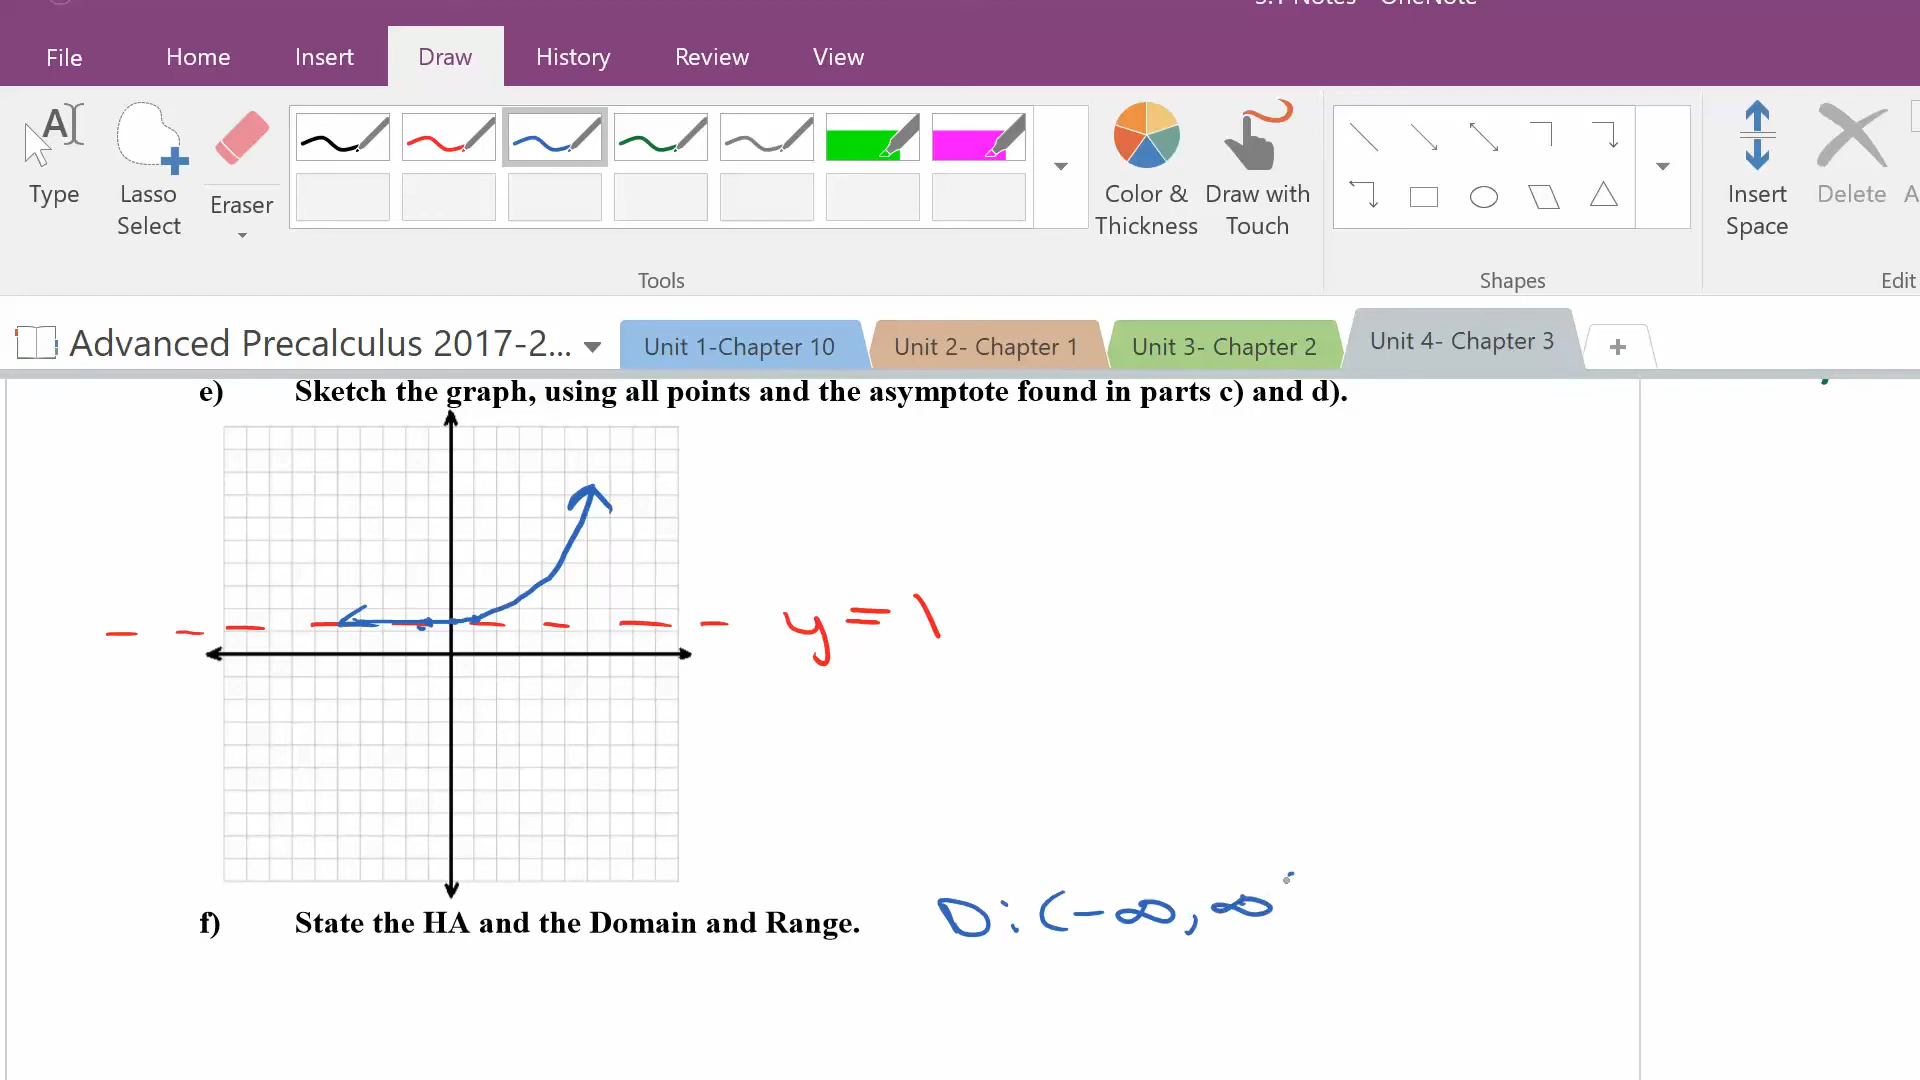 File Home Insert Draw History Review View
Type
Lasso Select
Eraser
Color & Thickness
Draw with Touch
Insert Space
Delete
Tools
Shapes
Edit
Advanced Precalculus 2017-2... Unit 1-Chapter 10 Unit 2- Chapter 1 Unit 3- Chapter 2 Unit 4- Chapter 3 +
e) Sketch the graph, using all points and the asymptote found in parts c) and d).
y = 1
f) State the HA and the Domain and Range.
D: (-∞, ∞